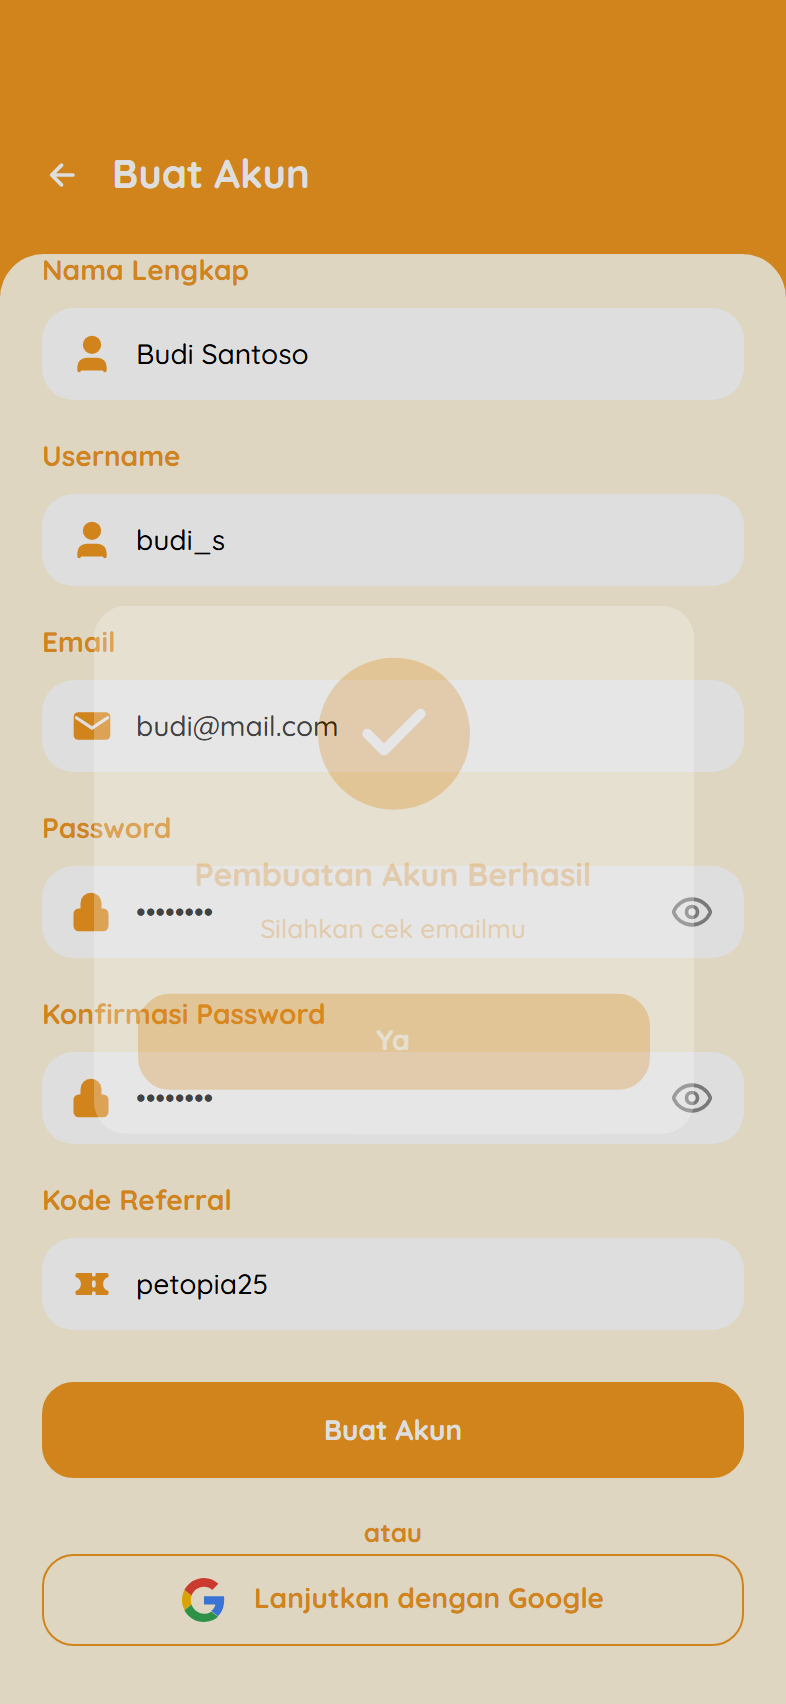 Buat Akun
Nama Lengkap
Budi Santoso
Username
budi_s
Email
budi@mail.com
Password
••••••••
Pembuatan Akun Berhasil
Silahkan cek emailmu
Ya
Konfirmasi Password
••••••••
Kode Referral
petopia25
Buat Akun
atau
Lanjutkan dengan Google